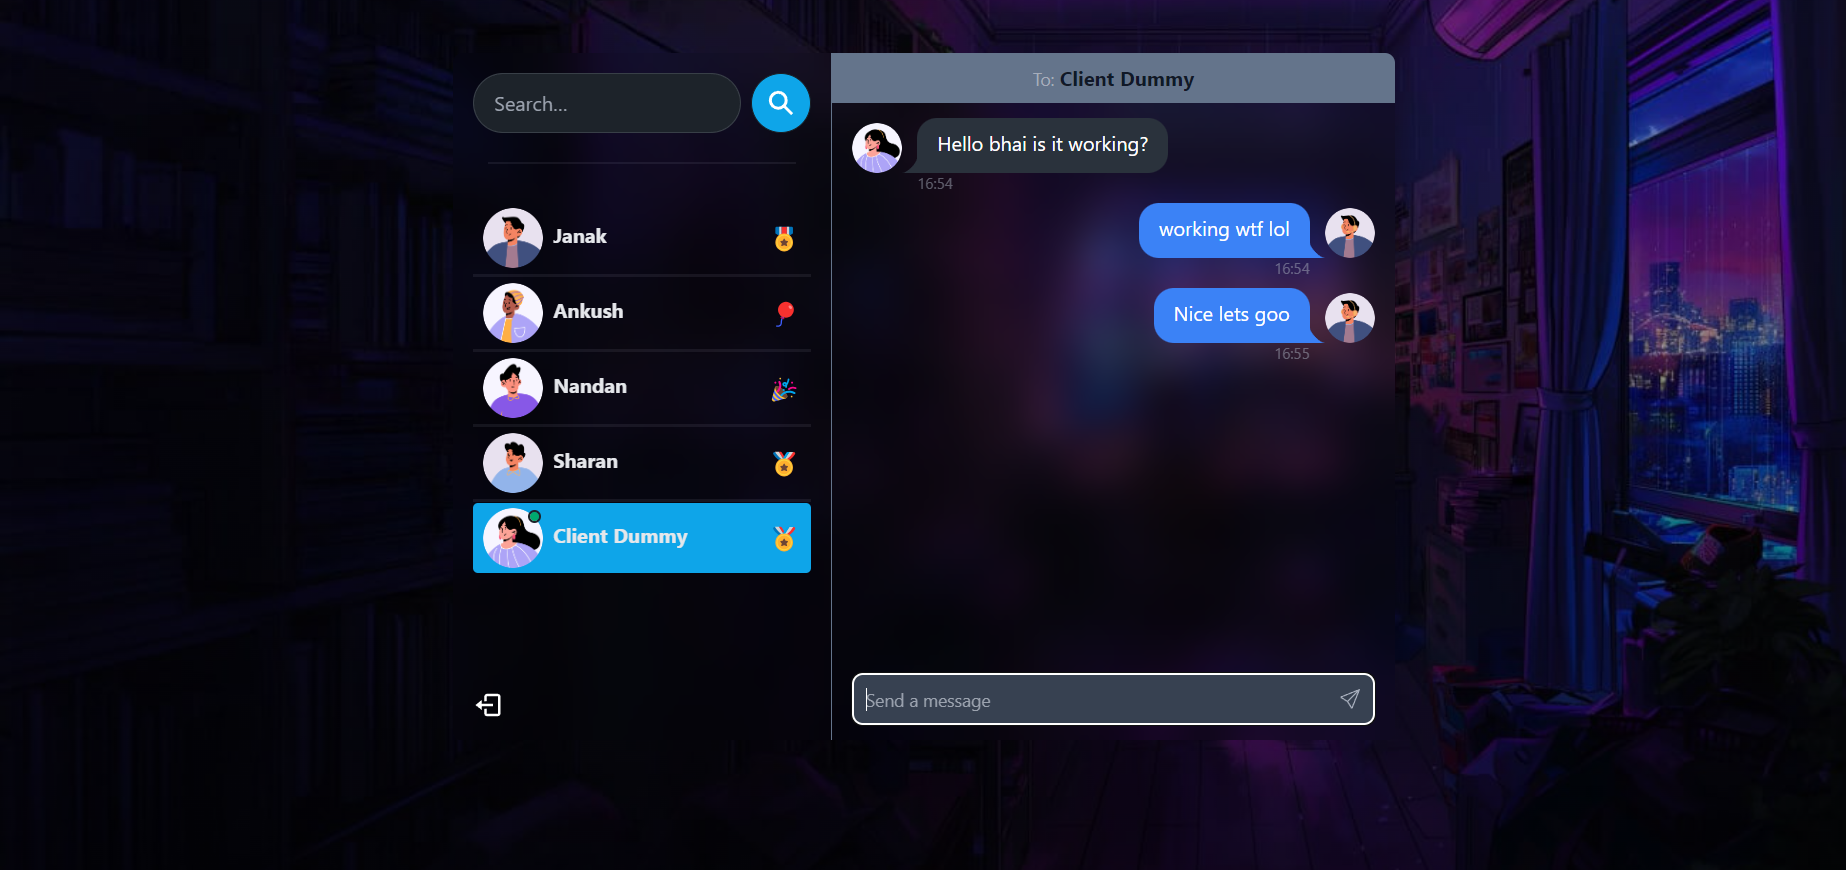 Search...
Janak
Ankush
Nandan
Sharan
Client Dummy
To: Client Dummy
Hello bhai is it working?
16:54
working wtf lol
16:54
Nice lets goo
16:55
Send a message